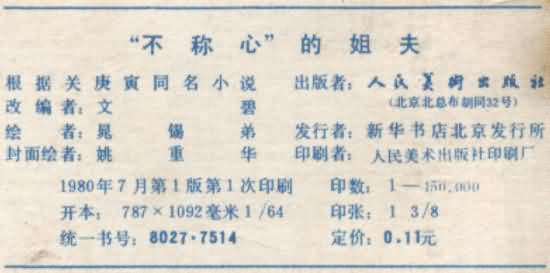 “不称心”的姐夫
根据关庚寅同名小说 出版者：人民美术出版社
改编者：文碧 （北京北总布胡同32号）
绘者：晁锡弟 发行者：新华书店北京发行所
封面绘者：姚重华 印刷者：人民美术出版社印刷厂
1980年7月第1版第1次印刷 印数：1—150,000
开本：787×1092毫米1/64 印张：1 3/8
统一书号：8027·7514 定价：0.11元